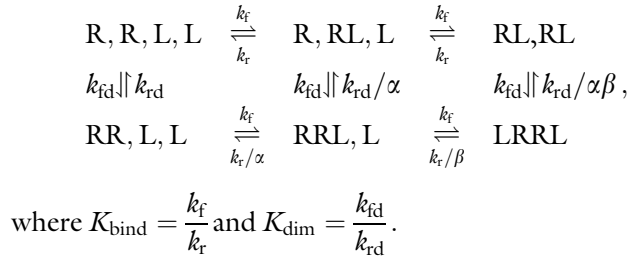 k_f k_f
R, R, L, L ⇌ R, RL, L ⇌ RL,RL
k_r k_r
k_fd⥮k_rd k_fd⥮k_rd/α k_fd⥮k_rd/αβ ,
k_f k_f
RR, L, L ⇌ RRL, L ⇌ LRRL
k_r/α k_r/β
where K_bind = k_f/k_r and K_dim = k_fd/k_rd.